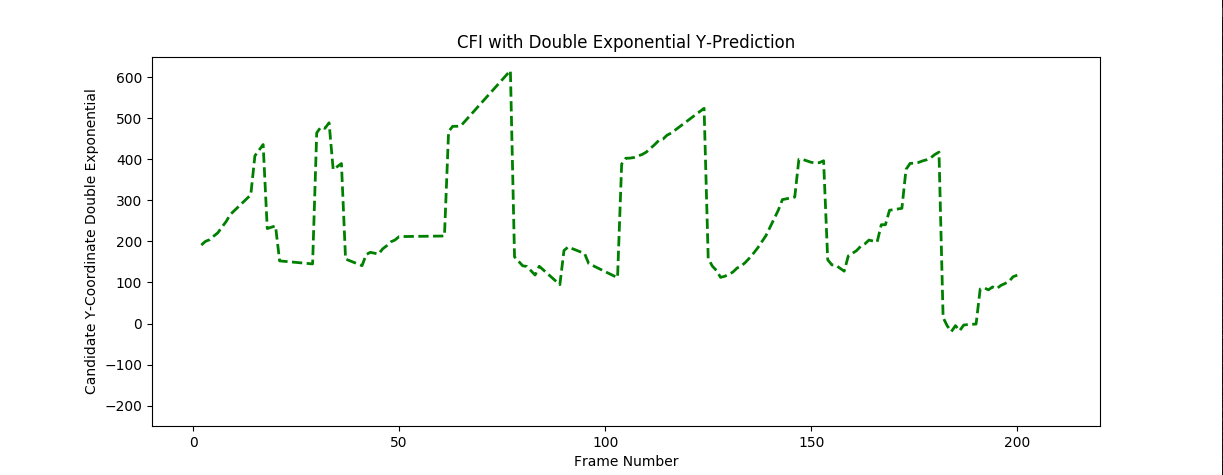 CFI with Double Exponential Y-Prediction
Candidate Y-Coordinate Double Exponential
600
500
400
300
200
100
0
−100
−200
0 50 100 150 200
Frame Number